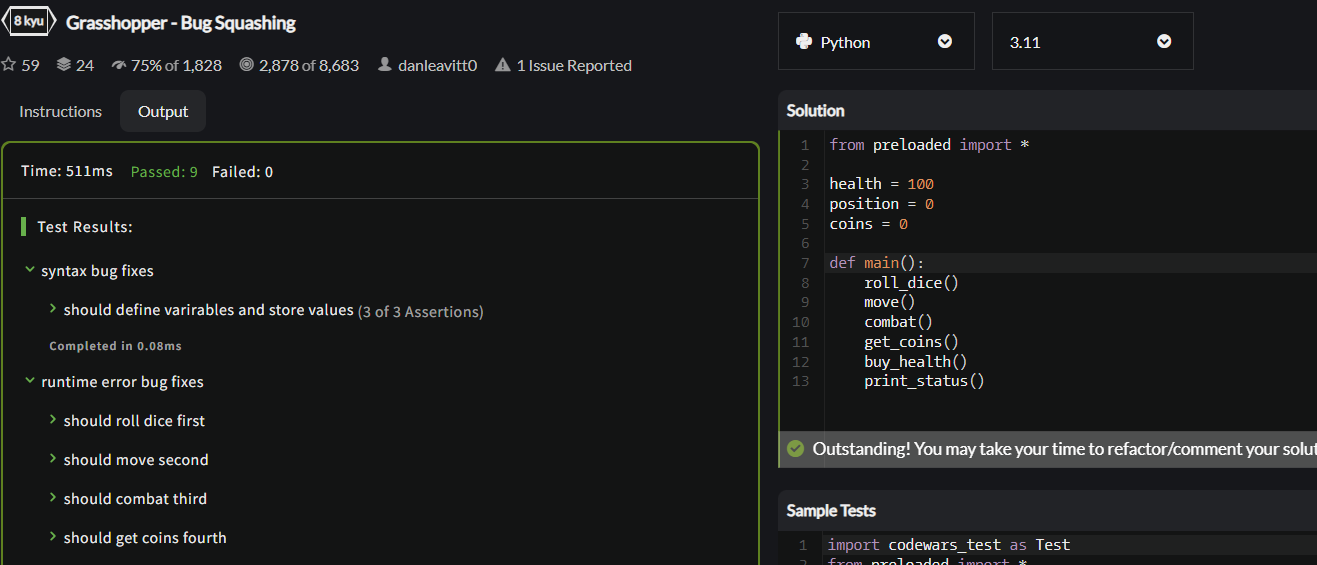 8 kyu Grasshopper - Bug Squashing
59 24 75% of 1,828 2,878 of 8,683 danleavitt0 1 Issue Reported
Instructions Output
Time: 511ms Passed: 9 Failed: 0
Test Results:
syntax bug fixes
should define varirables and store values (3 of 3 Assertions)
Completed in 0.08ms
runtime error bug fixes
should roll dice first
should move second
should combat third
should get coins fourth
Python 3.11
Solution
1 from preloaded import *
2
3 health = 100
4 position = 0
5 coins = 0
6
7 def main():
8 roll_dice()
9 move()
10 combat()
11 get_coins()
12 buy_health()
13 print_status()
Outstanding! You may take your time to refactor/comment your solut
Sample Tests
1 import codewars_test as Test
2 from preloaded import *